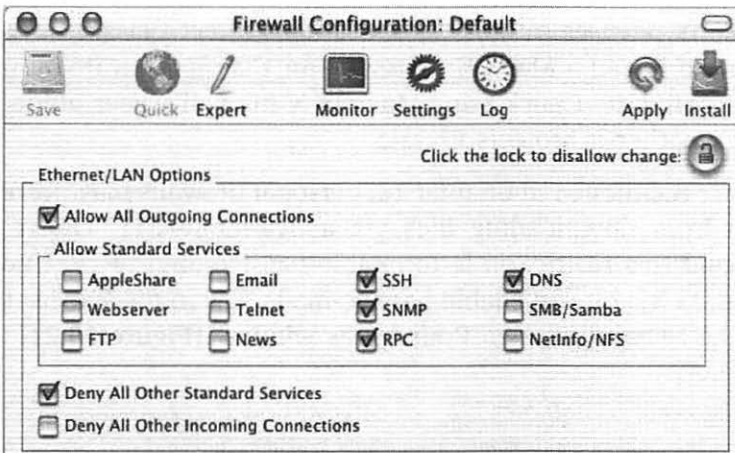 Firewall Configuration: Default
Save Quick Expert Monitor Settings Log Apply Install
Click the lock to disallow change:
Ethernet/LAN Options
Allow All Outgoing Connections
Allow Standard Services
AppleShare Email SSH DNS
Webserver Telnet SNMP SMB/Samba
FTP News RPC NetInfo/NFS
Deny All Other Standard Services
Deny All Other Incoming Connections